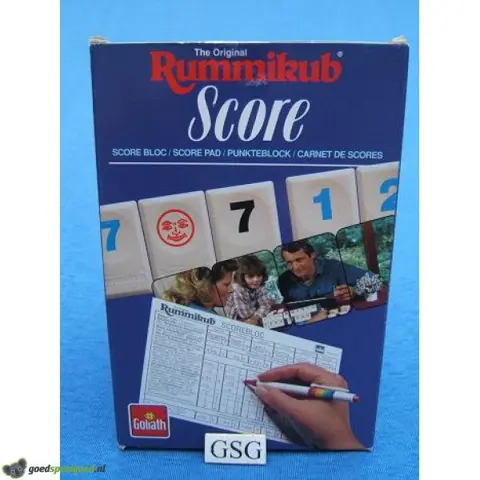 The Original
Rummikub®
Score
SCORE BLOC / SCORE PAD / PUNKTEBLOCK / CARNET DE SCORES
7 7 1 2
Rummikub SCOREBLOC
Goliath
GSG
goedspeelgoed.nl